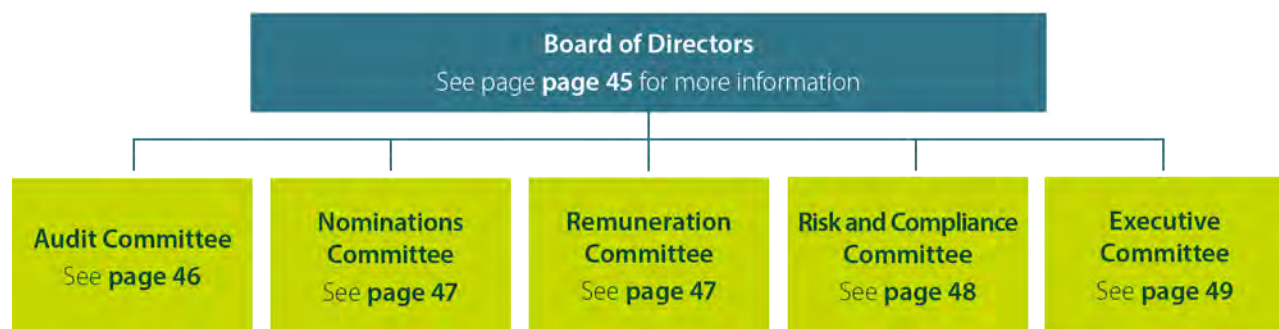 Board of Directors
See page page 45 for more information
Audit Committee
See page 46
Nominations
Committee
See page 47
Remuneration
Committee
See page 47
Risk and Compliance
Committee
See page 48
Executive
Committee
See page 49